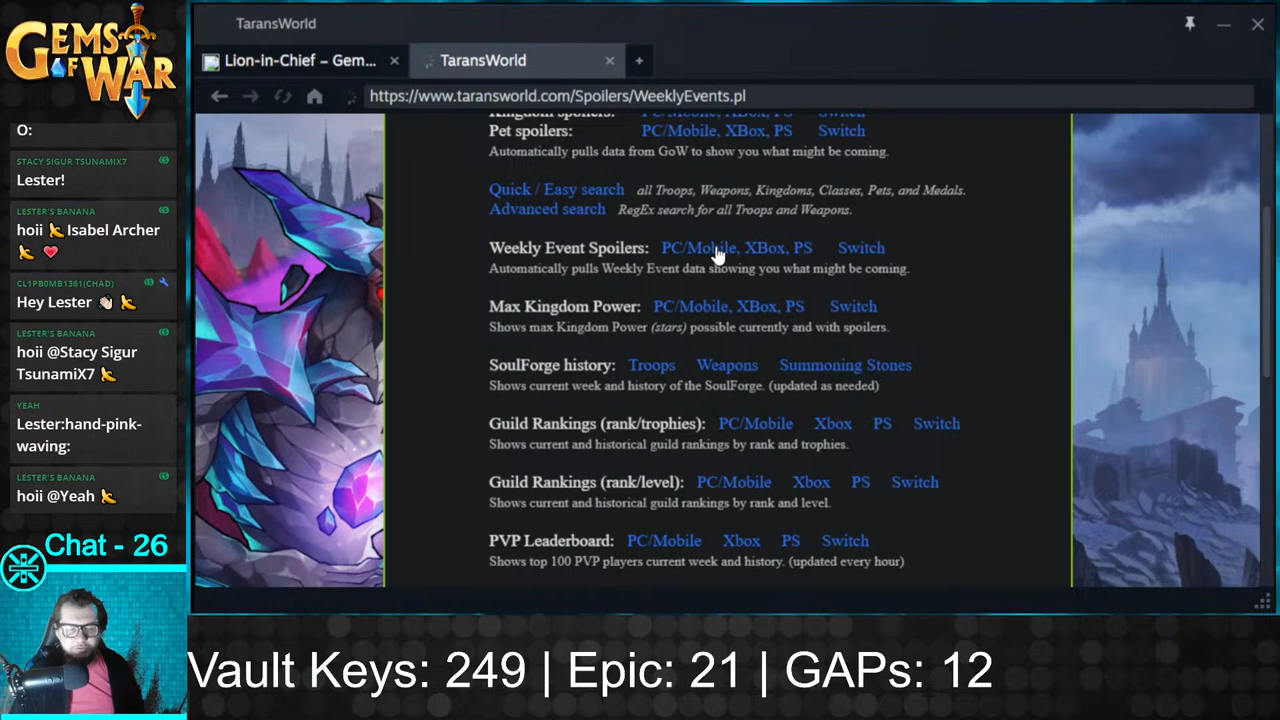 GEMS
OF
WAR
O:
STACY SIGUR TSUNAMIX7
Lester!
LESTER'S BANANA
hoii 🍌Isabel Archer
🍌 ❤️
CL1PB0MB1361(CHAD)
Hey Lester 👋🏻 🍌
LESTER'S BANANA
hoii @Stacy Sigur
TsunamiX7 🍌
YEAH
Lester:hand-pink-
waving:
LESTER'S BANANA
hoii @Yeah 🍌
Chat - 26
TaransWorld
Lion-in-Chief – Gem...
TaransWorld
https://www.taransworld.com/Spoilers/WeeklyEvents.pl
Kingdom spoilers: PC/Mobile, XBox, PS Switch
Pet spoilers: PC/Mobile, XBox, PS Switch
Automatically pulls data from GoW to show you what might be coming.
Quick / Easy search all Troops, Weapons, Kingdoms, Classes, Pets, and Medals.
Advanced search RegEx search for all Troops and Weapons.
Weekly Event Spoilers: PC/Mobile, XBox, PS Switch
Automatically pulls Weekly Event data showing you what might be coming.
Max Kingdom Power: PC/Mobile, XBox, PS Switch
Shows max Kingdom Power (stars) possible currently and with spoilers.
SoulForge history: Troops Weapons Summoning Stones
Shows current week and history of the SoulForge. (updated as needed)
Guild Rankings (rank/trophies): PC/Mobile Xbox PS Switch
Shows current and historical guild rankings by rank and trophies.
Guild Rankings (rank/level): PC/Mobile Xbox PS Switch
Shows current and historical guild rankings by rank and level.
PVP Leaderboard: PC/Mobile Xbox PS Switch
Shows top 100 PVP players current week and history. (updated every hour)
Vault Keys: 249 | Epic: 21 | GAPs: 12